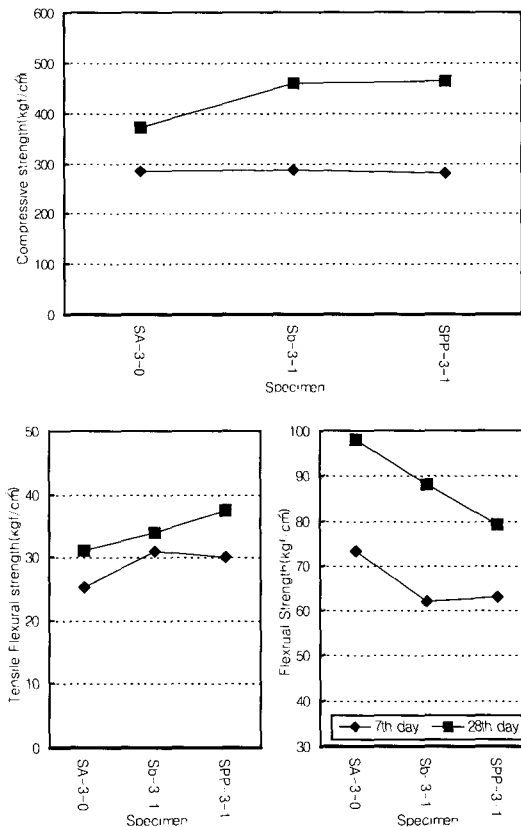 Compressive strength(kgf/cm²)
600
500
400
300
200
100
0
SA-3-0
Sb-3-1
SPP-3-1
Specimen
Tensile Flexural strength(kgf/cm²)
50
40
30
20
10
0
SA-3-0
Sb-3-1
SPP-3-1
Specimen
Flexrual Strength(kgf/cm²)
100
90
80
70
60
50
40
30
7th day
28th day
SA-3-0
Sb-3-1
SPP-3-1
Specimen